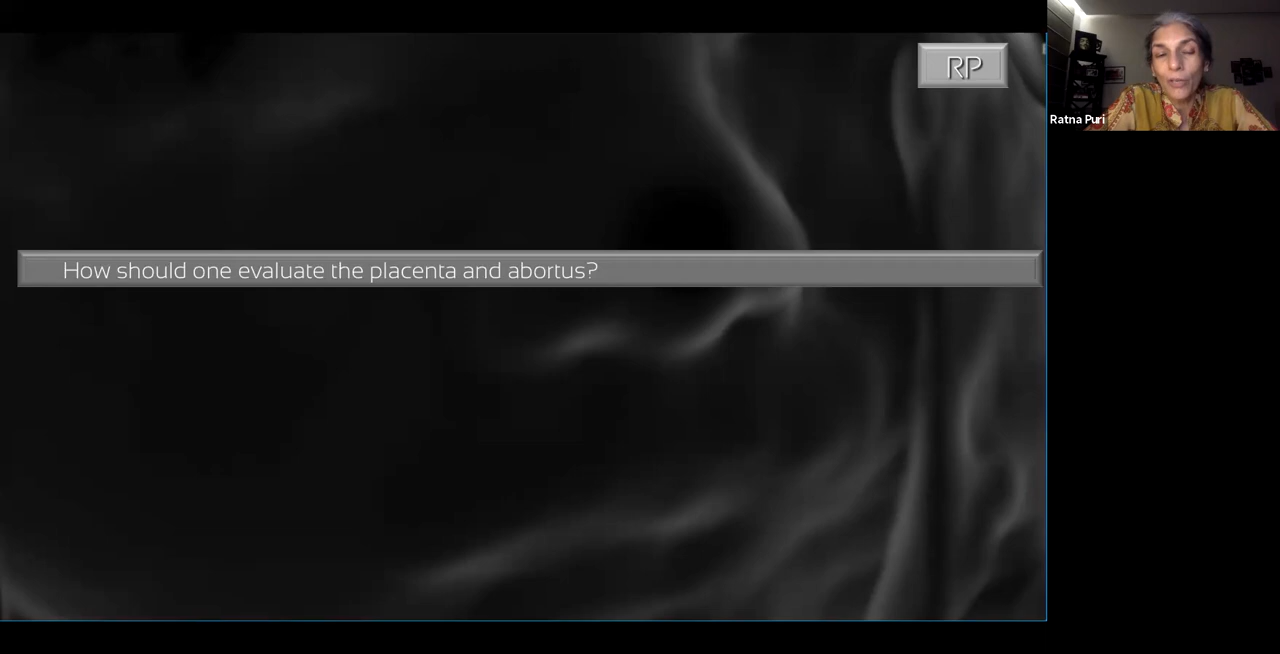 RP
How should one evaluate the placenta and abortus?
Ratna Puri